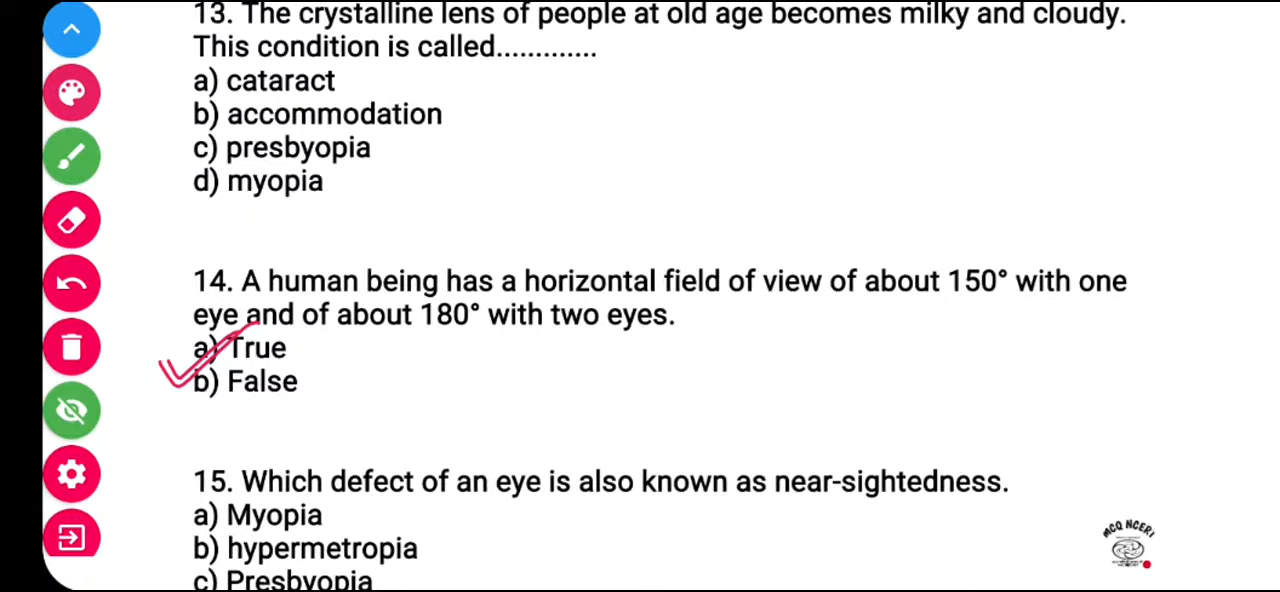 13. The crystalline lens of people at old age becomes milky and cloudy.
This condition is called.............
a) cataract
b) accommodation
c) presbyopia
d) myopia
14. A human being has a horizontal field of view of about 150° with one
eye and of about 180° with two eyes.
a) True
b) False
15. Which defect of an eye is also known as near-sightedness.
a) Myopia
b) hypermetropia
c) Presbyopia
MCQ NCERT